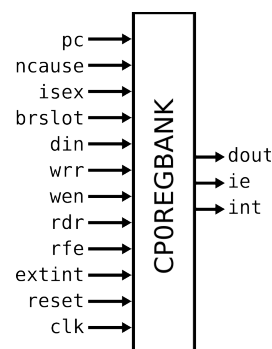 pc
ncause
isex
brslot
din
wrr
wen
rdr
rfe
extint
reset
clk
CP0REGBANK
dout
ie
int